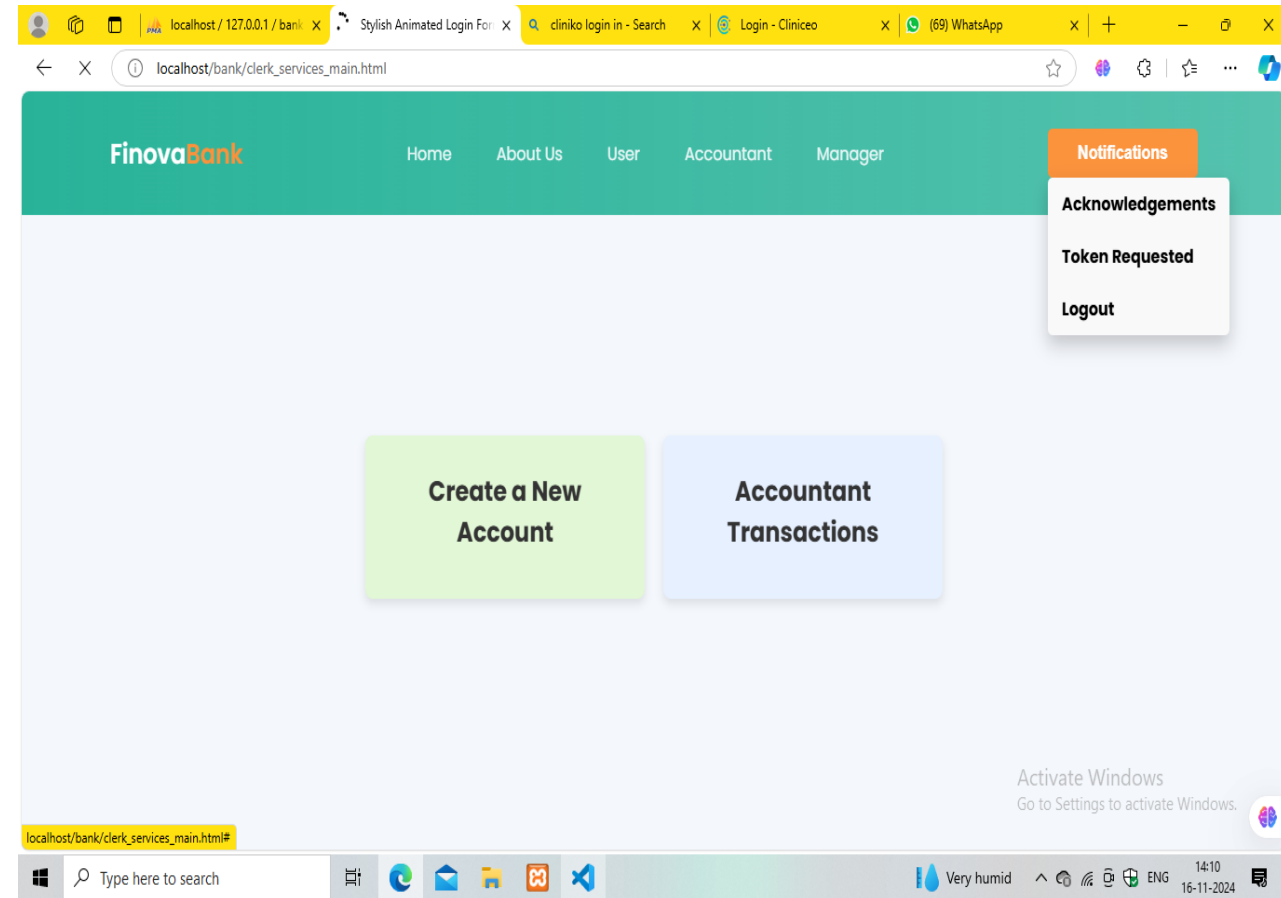 localhost / 127.0.0.1 / bank
Stylish Animated Login For
cliniko login in - Search
Login - Cliniceo
(69) WhatsApp
localhost/bank/clerk_services_main.html
FinovaBank
Home
About Us
User
Accountant
Manager
Notifications
Acknowledgements
Token Requested
Logout
Create a New
Account
Accountant
Transactions
Activate Windows
Go to Settings to activate Windows.
localhost/bank/clerk_services_main.html#
Type here to search
Very humid
ENG
14:10
16-11-2024